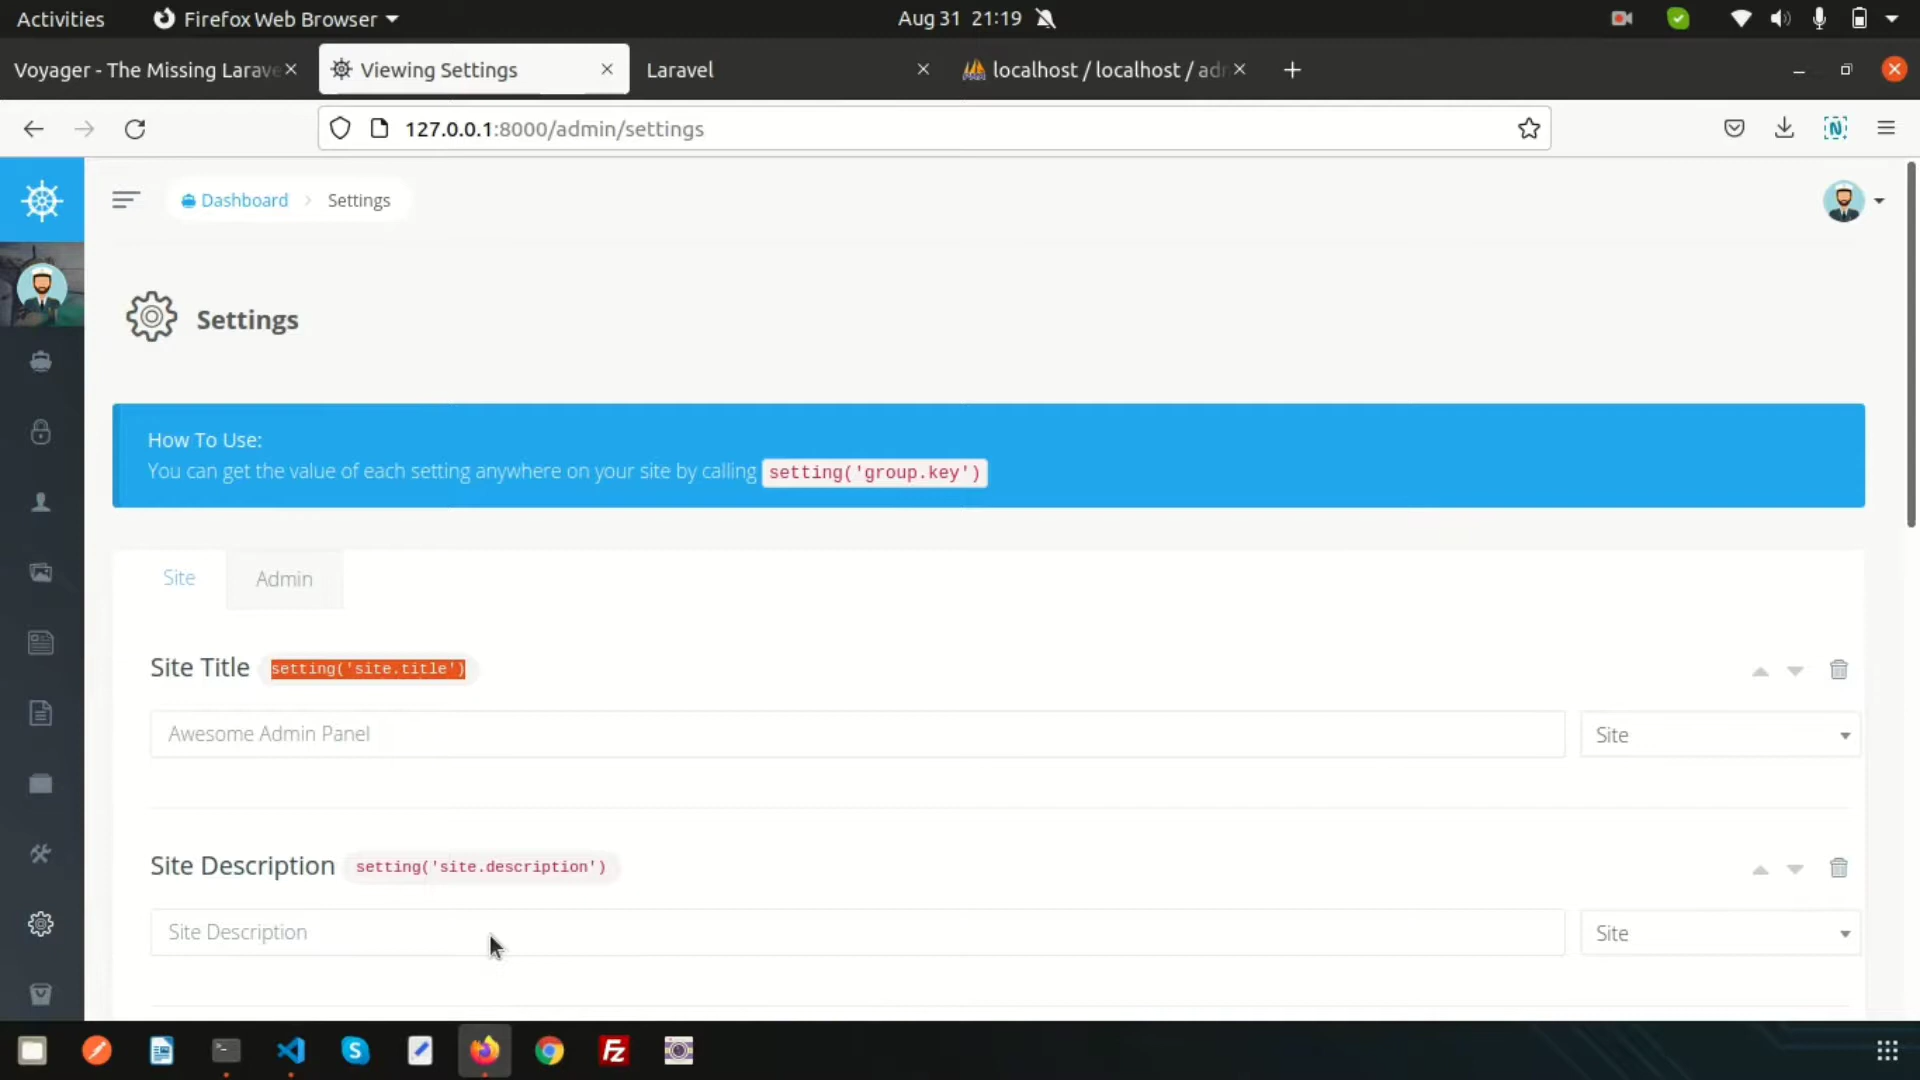 Activities
Firefox Web Browser
Aug 31 21:19
Voyager - The Missing Larave
Viewing Settings
Laravel
localhost / localhost / adr
127.0.0.1:8000/admin/settings
Dashboard
Settings
Settings
How To Use:
You can get the value of each setting anywhere on your site by calling setting('group.key')
Site
Admin
Site Title setting('site.title')
Awesome Admin Panel
Site
Site Description setting('site.description')
Site Description
Site